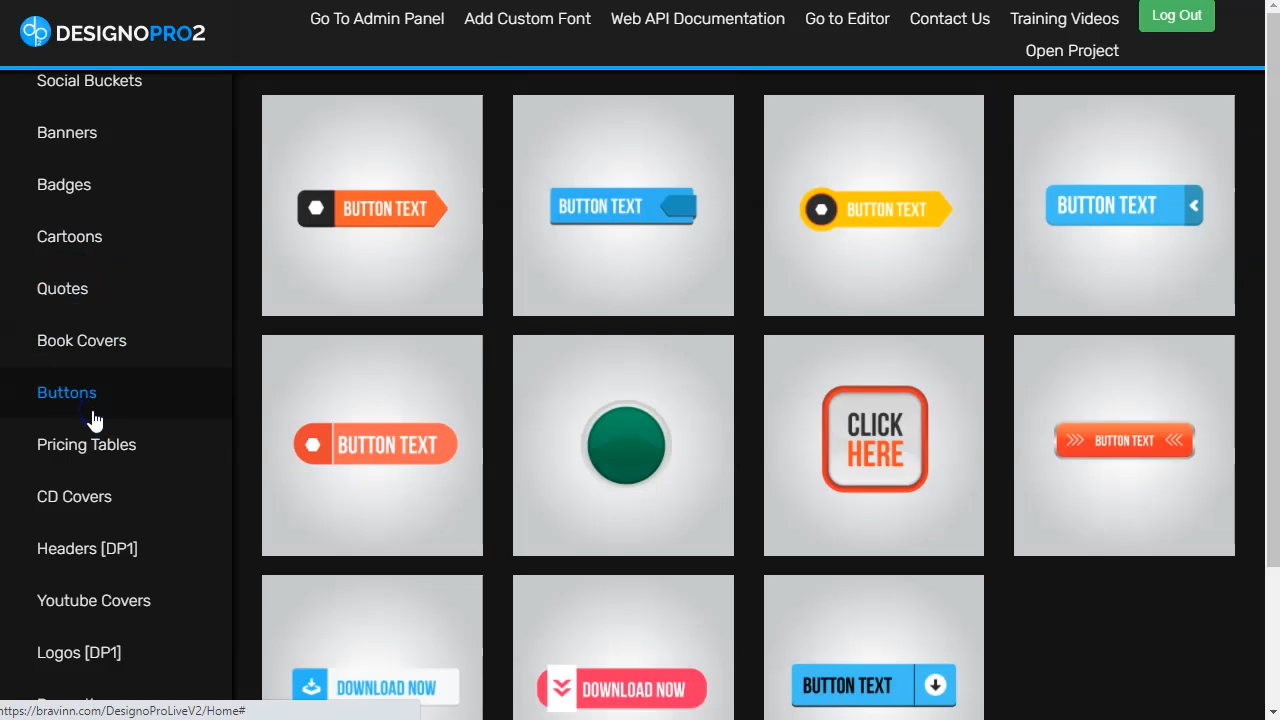 DESIGNOPRO2
Go To Admin Panel
Add Custom Font
Web API Documentation
Go to Editor
Contact Us
Training Videos
Log Out
Open Project
Social Buckets
Banners
Badges
Cartoons
Quotes
Book Covers
Buttons
Pricing Tables
CD Covers
Headers [DP1]
Youtube Covers
Logos [DP1]
BUTTON TEXT
BUTTON TEXT
BUTTON TEXT
BUTTON TEXT
BUTTON TEXT
CLICK
HERE
BUTTON TEXT
DOWNLOAD NOW
DOWNLOAD NOW
BUTTON TEXT
https://bravinn.com/DesignoProLiveV2/Home#